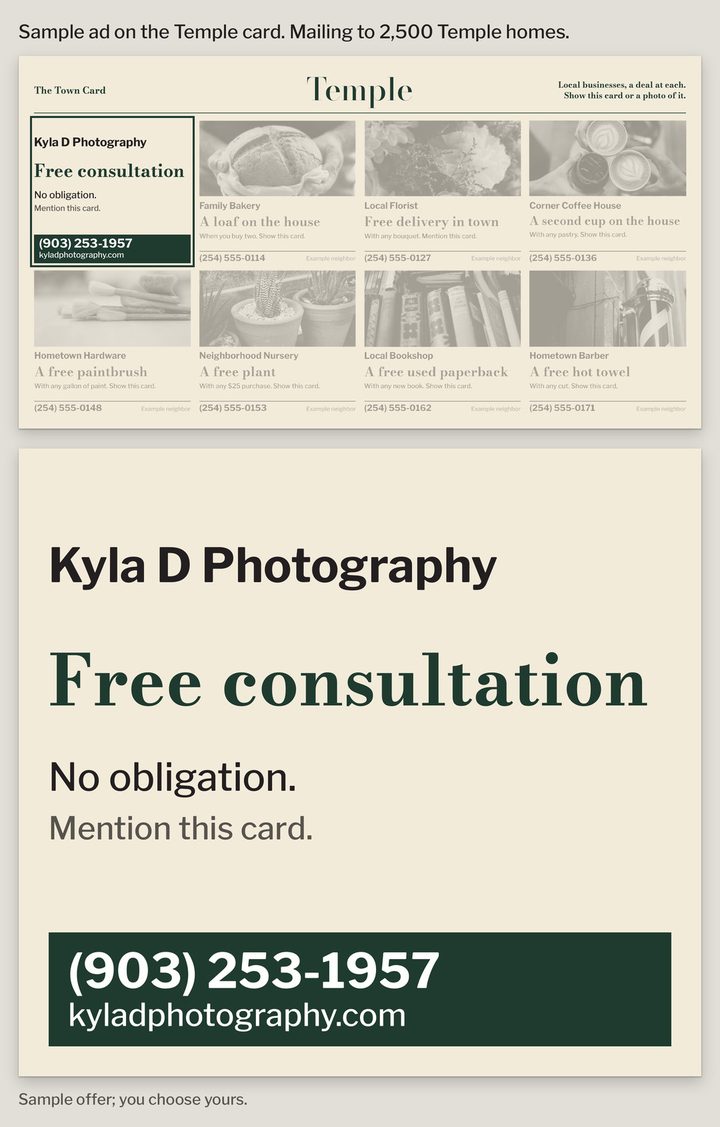 Sample ad on the Temple card. Mailing to 2,500 Temple homes.
The Town Card
Temple
Local businesses, a deal at each.
Show this card or a photo of it.
Kyla D Photography
Free consultation
No obligation.
Mention this card.
(903) 253-1957
kyladphotography.com
Family Bakery
A loaf on the house
When you buy two. Show this card.
(254) 555-0114
Example neighbor
Local Florist
Free delivery in town
With any bouquet. Mention this card.
(254) 555-0127
Example neighbor
Corner Coffee House
A second cup on the house
With any pastry. Show this card.
(254) 555-0136
Example neighbor
Hometown Hardware
A free paintbrush
With any gallon of paint. Show this card.
(254) 555-0148
Example neighbor
Neighborhood Nursery
A free plant
With any $25 purchase. Show this card.
(254) 555-0153
Example neighbor
Local Bookshop
A free used paperback
With any new book. Show this card.
(254) 555-0162
Example neighbor
Hometown Barber
A free hot towel
With any cut. Show this card.
(254) 555-0171
Example neighbor
Kyla D Photography
Free consultation
No obligation.
Mention this card.
(903) 253-1957
kyladphotography.com
Sample offer; you choose yours.